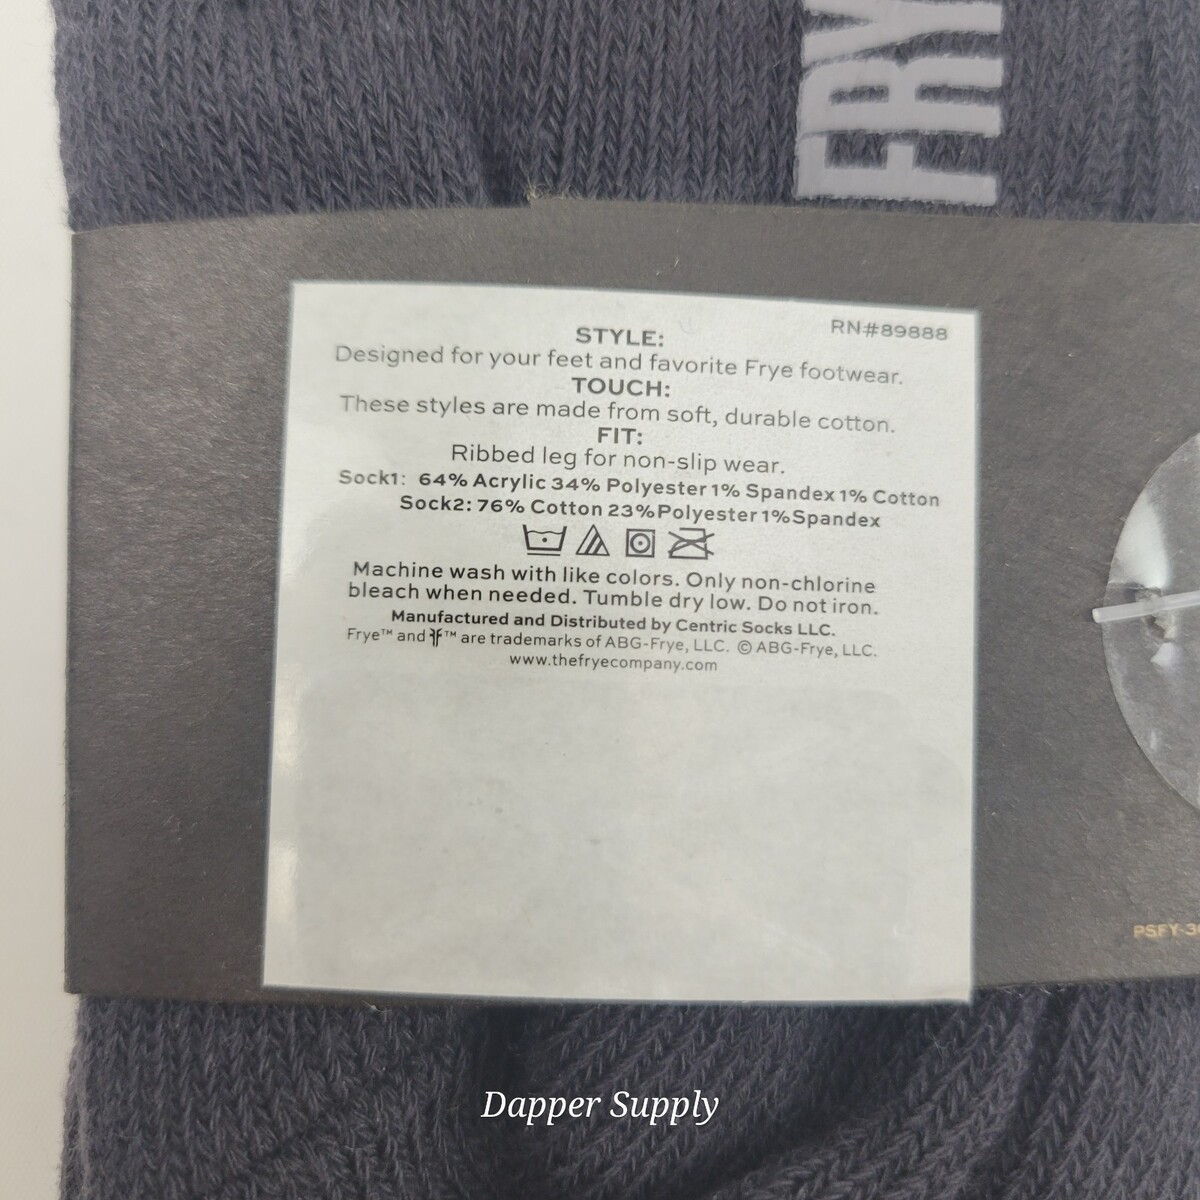 FRYE
RN#89888
STYLE:
Designed for your feet and favorite Frye footwear.
TOUCH:
These styles are made from soft, durable cotton.
FIT:
Ribbed leg for non-slip wear.
Sock1: 64% Acrylic 34% Polyester 1% Spandex 1% Cotton
Sock2: 76% Cotton 23%Polyester 1%Spandex
Machine wash with like colors. Only non-chlorine
bleach when needed. Tumble dry low. Do not iron.
Manufactured and Distributed by Centric Socks LLC.
Frye™ and ™ are trademarks of ABG-Frye, LLC. © ABG-Frye, LLC.
www.thefryecompany.com
PSFY-30
Dapper Supply